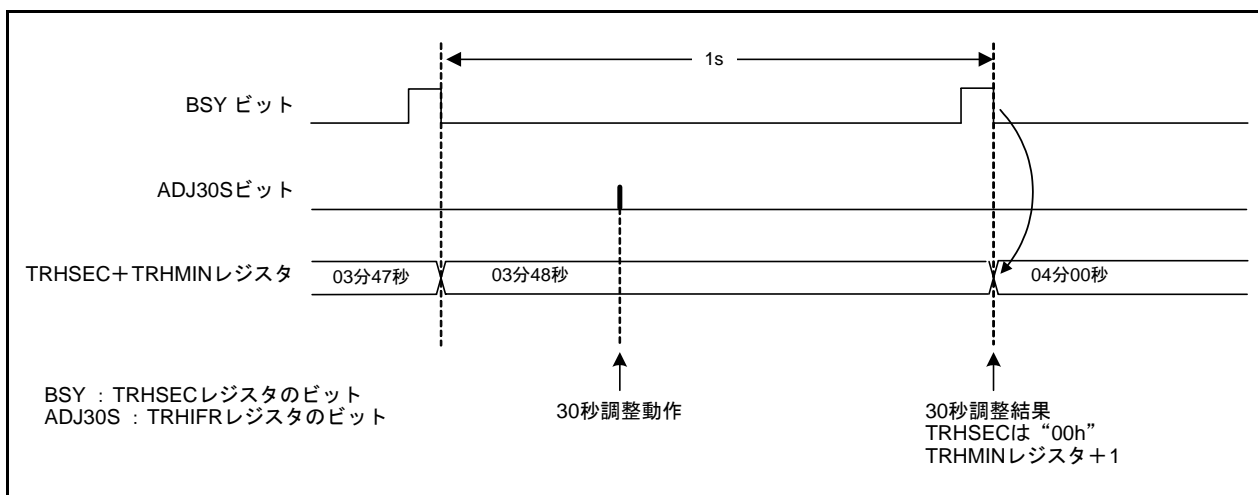 1s
BSY ビット
ADJ30Sビット
TRHSEC+TRHMINレジスタ
03分47秒
03分48秒
04分00秒
BSY :TRHSECレジスタのビット
ADJ30S :TRHIFRレジスタのビット
30秒調整動作
30秒調整結果
TRHSECは“00h”
TRHMINレジスタ+1